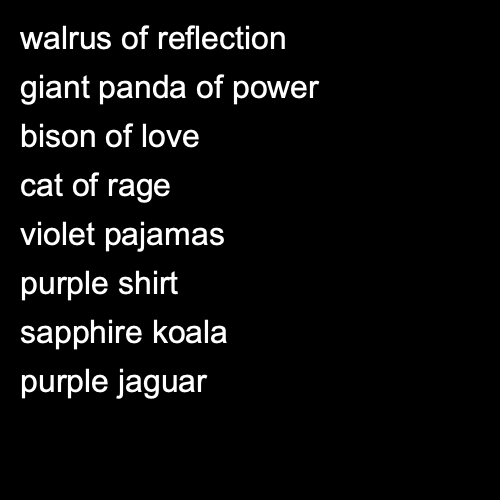 walrus of reflection
giant panda of power
bison of love
cat of rage
violet pajamas
purple shirt
sapphire koala
purple jaguar